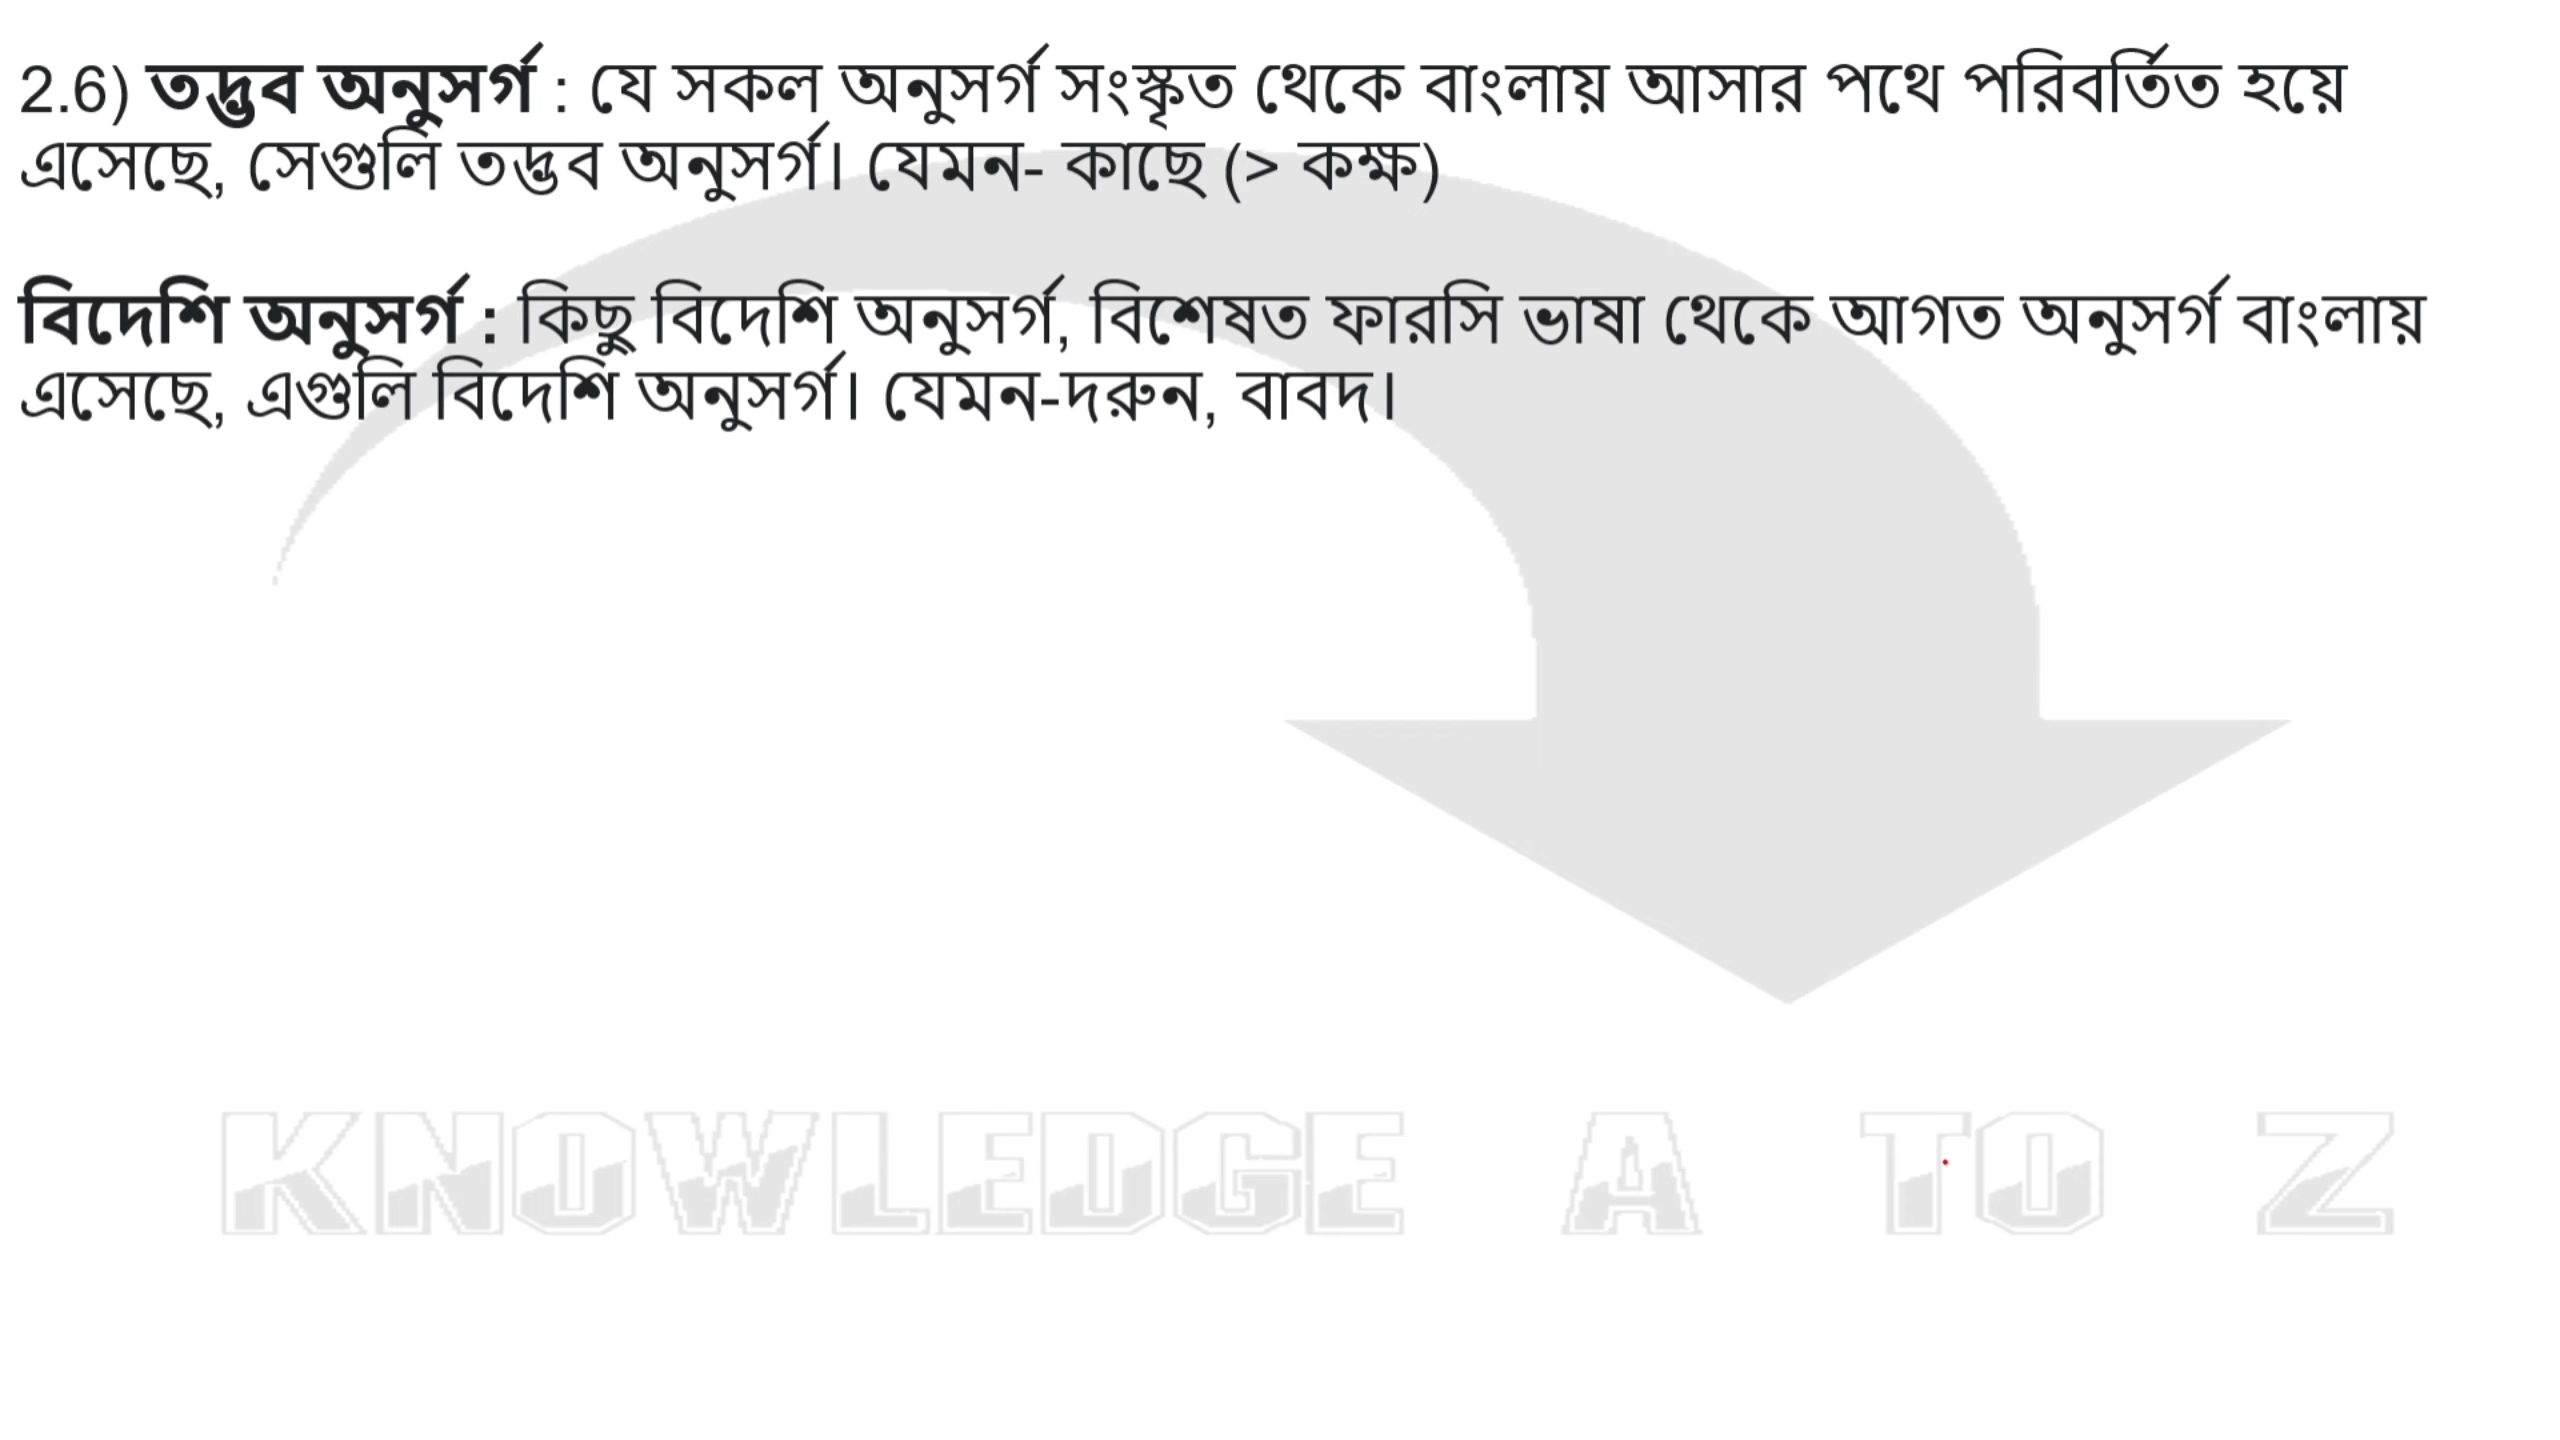 2.6) তদ্ভব অনুসর্গ : যে সকল অনুসর্গ সংস্কৃত থেকে বাংলায় আসার পথে পরিবর্তিত হয়ে
এসেছে, সেগুলি তদ্ভব অনুসর্গ। যেমন- কাছে (> কক্ষ)
বিদেশি অনুসর্গ : কিছু বিদেশি অনুসর্গ, বিশেষত ফারসি ভাষা থেকে আগত অনুসর্গ বাংলায়
এসেছে, এগুলি বিদেশি অনুসর্গ। যেমন-দরুন, বাবদ।
KNOWLEDGE A TO Z